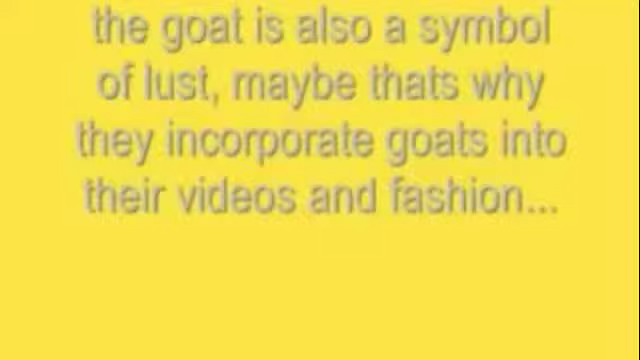 the goat is also a symbol
of lust, maybe thats why
they incorporate goats into
their videos and fashion...